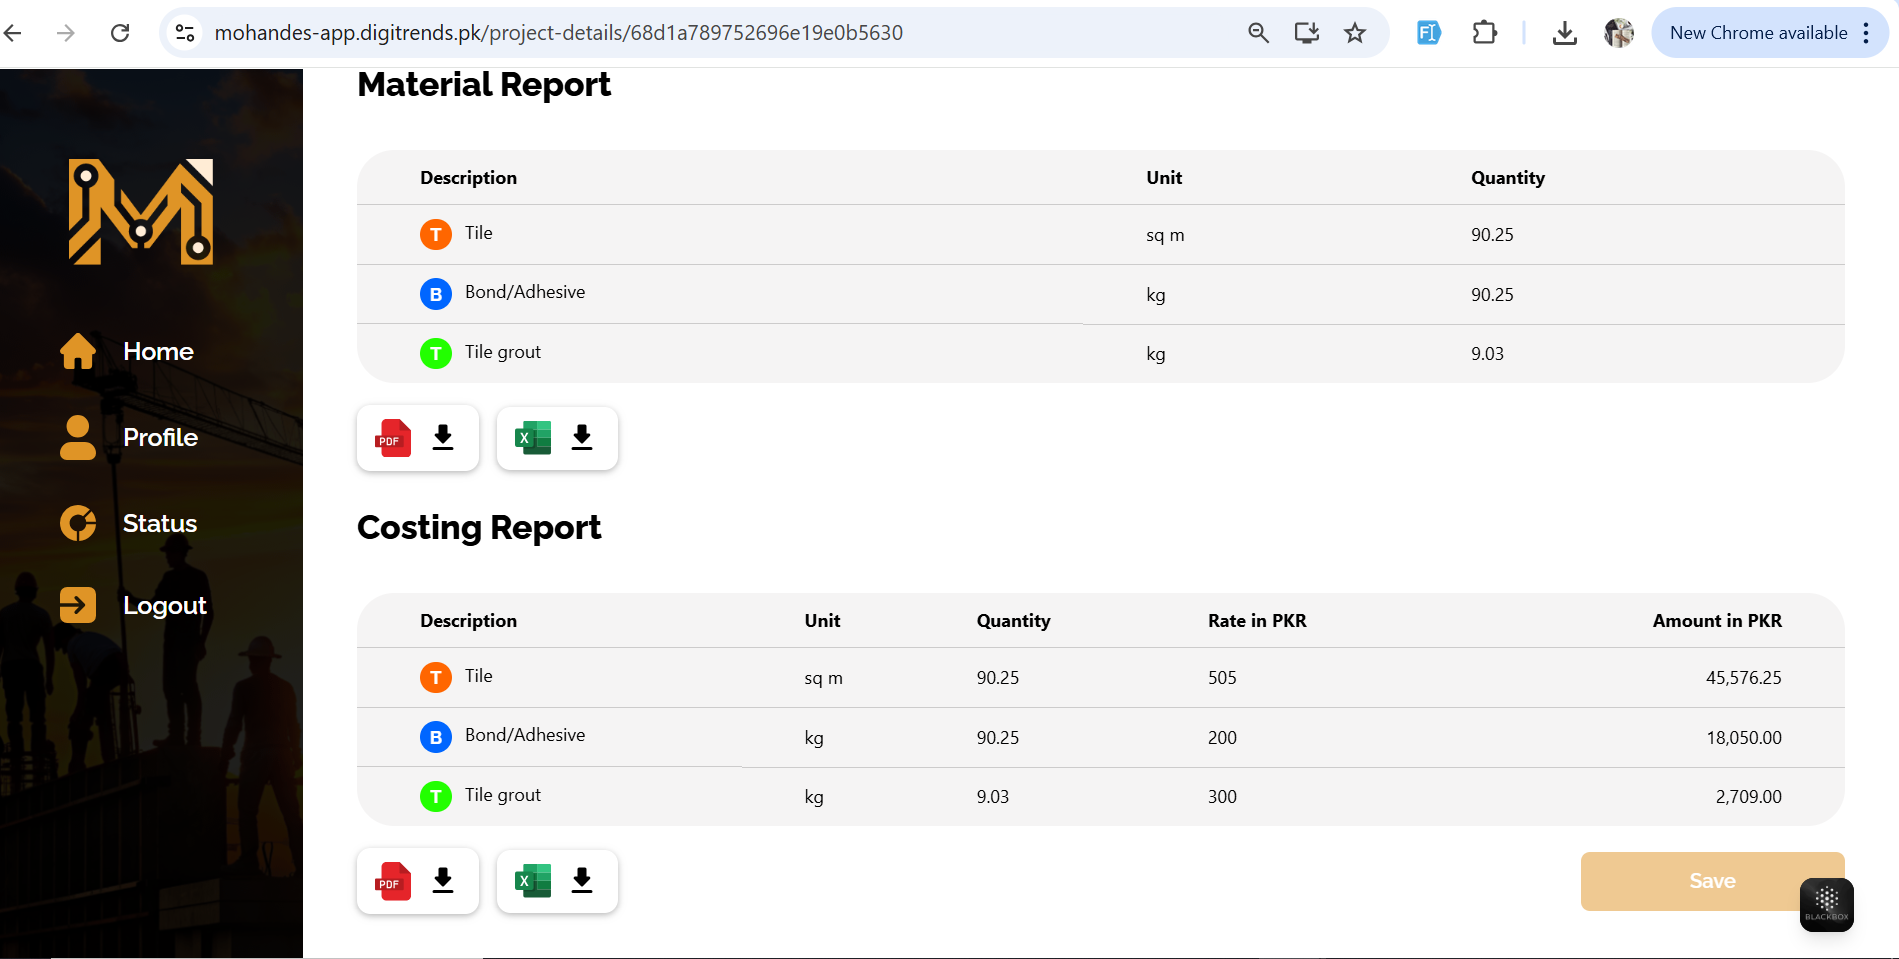 mohandes-app.digitrends.pk/project-details/68d1a789752696e19e0b5630
New Chrome available
Home
Profile
Status
Logout
Material Report
Description Unit Quantity
T Tile sq m 90.25
B Bond/Adhesive kg 90.25
T Tile grout kg 9.03
PDF X
Costing Report
Description Unit Quantity Rate in PKR Amount in PKR
T Tile sq m 90.25 505 45,576.25
B Bond/Adhesive kg 90.25 200 18,050.00
T Tile grout kg 9.03 300 2,709.00
PDF X
Save
BLACKBOX